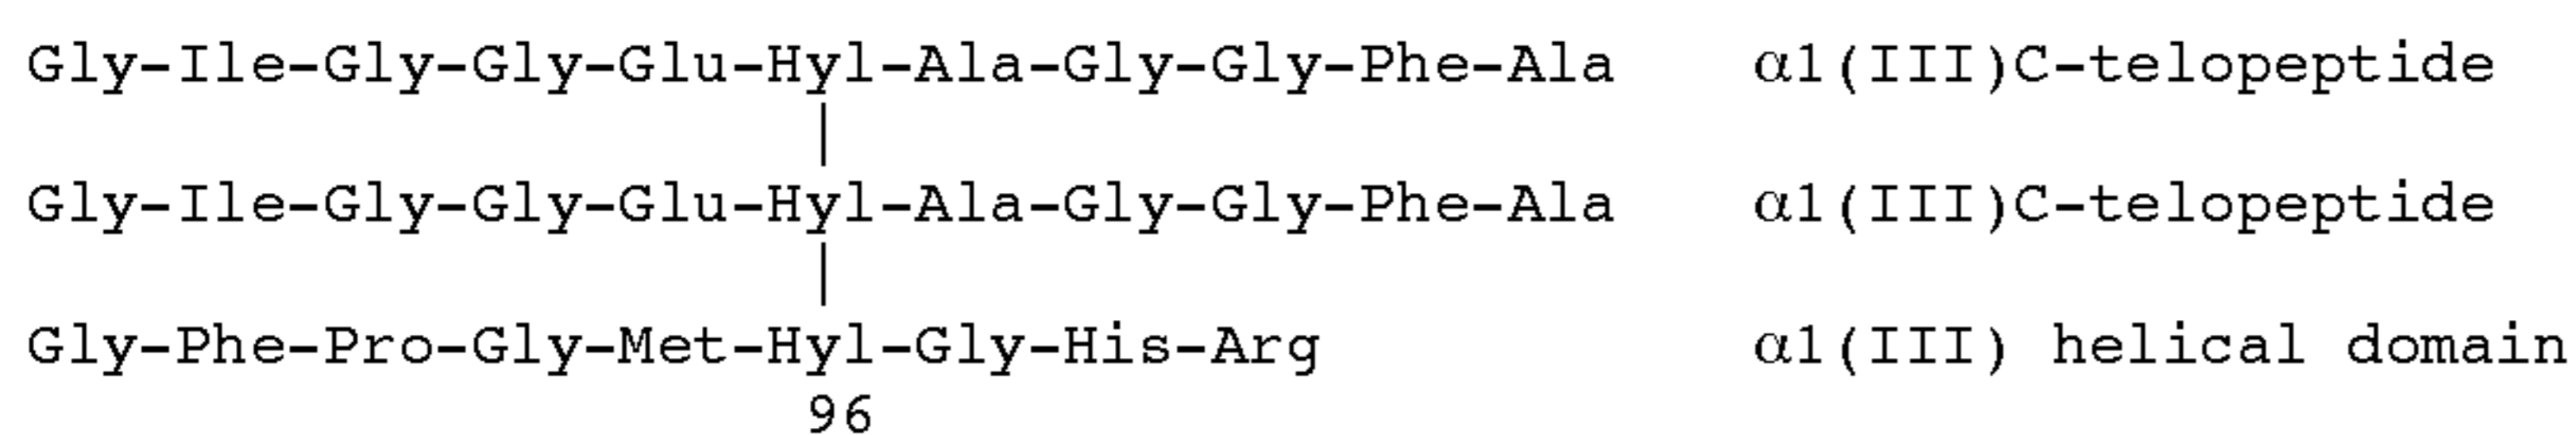 Gly-Ile-Gly-Gly-Glu-Hyl-Ala-Gly-Gly-Phe-Ala α1(III)C-telopeptide
Gly-Ile-Gly-Gly-Glu-Hyl-Ala-Gly-Gly-Phe-Ala α1(III)C-telopeptide
Gly-Phe-Pro-Gly-Met-Hyl-Gly-His-Arg α1(III) helical domain
96